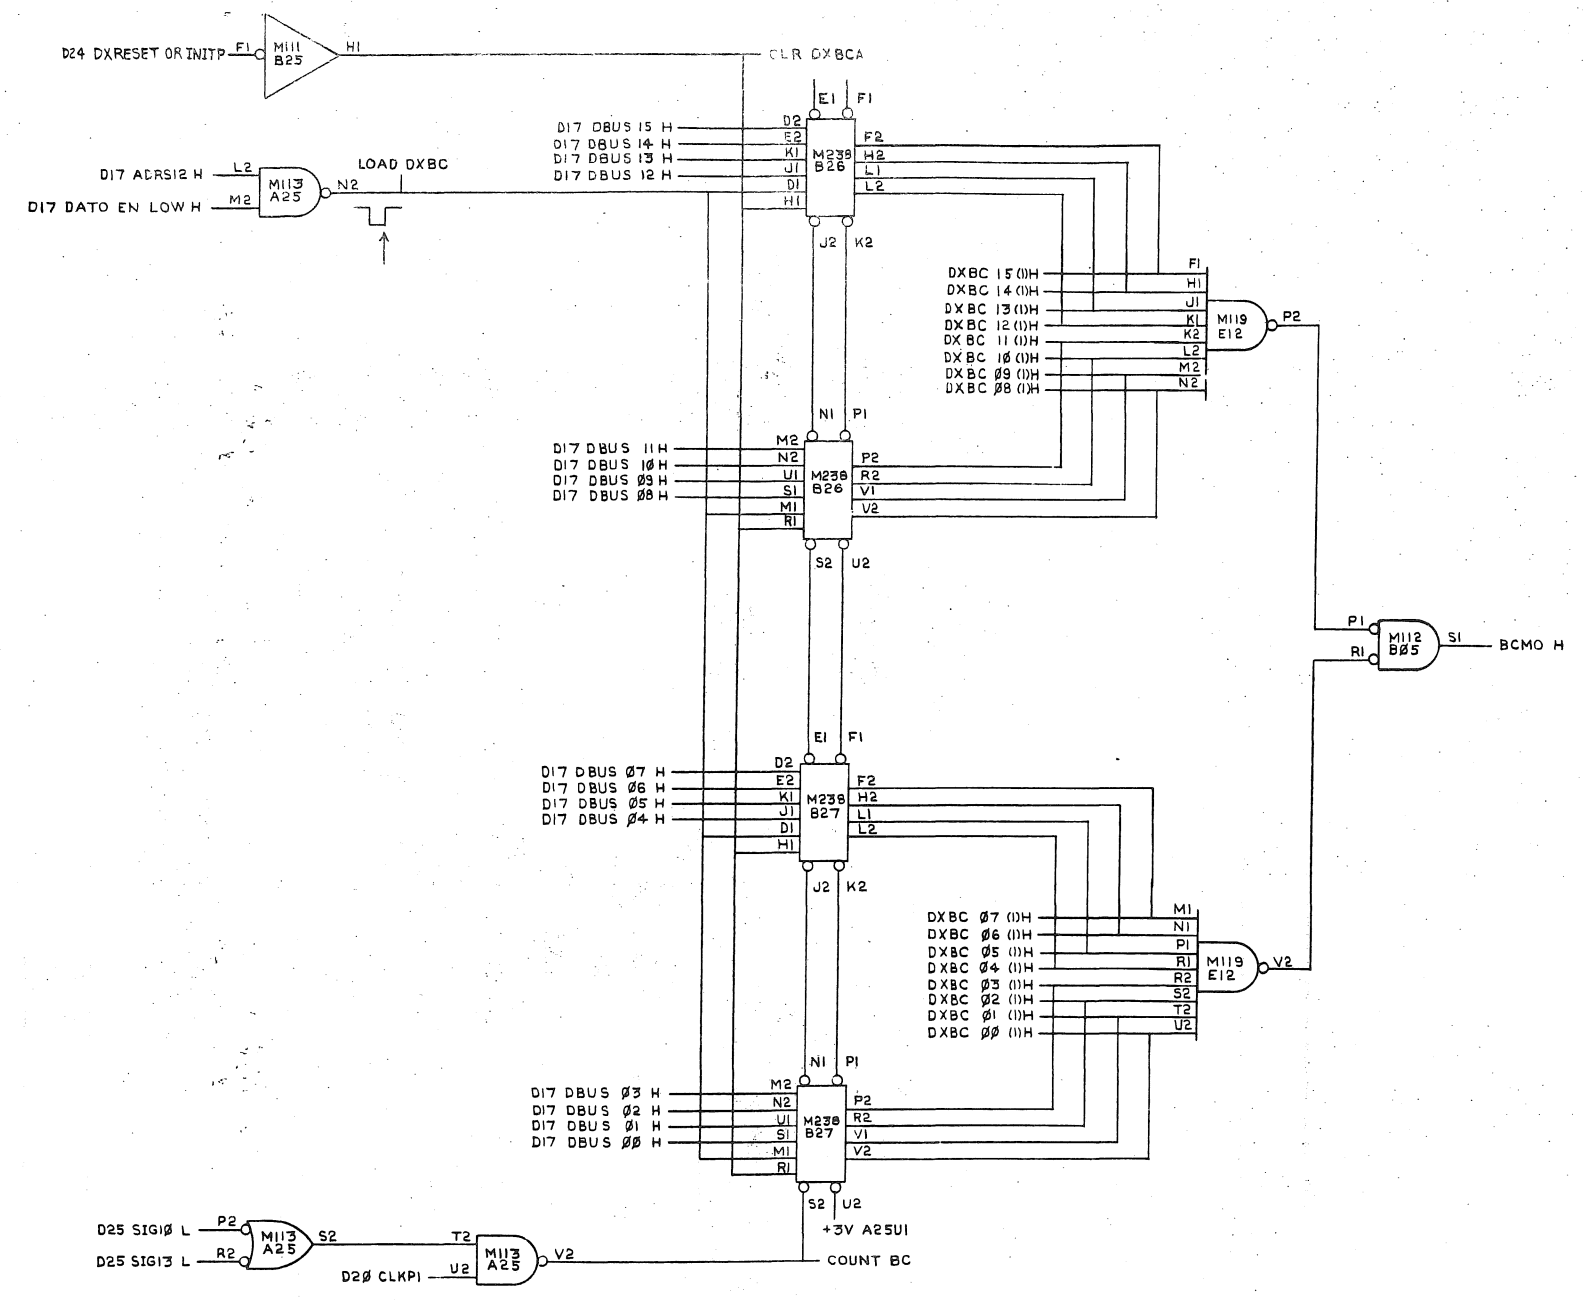 D24 DXRESET OR INITP F1 M111 B25 H1 CLR DXBCA
E1 F1
D17 DBUS 15 H D2
D17 DBUS 14 H E2 F2
D17 DBUS 13 H K1 M238 B26 H2
D17 DBUS 12 H J1 L1
D1 L2
H1
J2 K2
D17 ADRS12 H L2
D17 DATO EN LOW H M2
M113 A25 N2
LOAD DXBC
DXBC 15 (1)H F1
DXBC 14 (1)H H1
DXBC 13 (1)H J1
DXBC 12 (1)H K1
DXBC 11 (1)H K2
DXBC 1Ø (1)H L2
DXBC Ø9 (1)H M2
DXBC Ø8 (1)H N2
M119 E12 P2
N1 P1
D17 DBUS 11 H M2
D17 DBUS 1Ø H N2 P2
D17 DBUS Ø9 H U1 M238 B26 R2
D17 DBUS Ø8 H S1 V1
M1 V2
R1
S2 U2
P1
R1
M112 BØ5 S1 BCMO H
E1 F1
D17 DBUS Ø7 H D2
D17 DBUS Ø6 H E2 F2
D17 DBUS Ø5 H K1 M238 B27 H2
D17 DBUS Ø4 H J1 L1
D1 L2
H1
J2 K2
DXBC Ø7 (1)H M1
DXBC Ø6 (1)H N1
DXBC Ø5 (1)H P1
DXBC Ø4 (1)H R1
DXBC Ø3 (1)H R2
DXBC Ø2 (1)H S2
DXBC Ø1 (1)H T2
DXBC ØØ (1)H U2
M119 E12 V2
N1 P1
D17 DBUS Ø3 H M2
D17 DBUS Ø2 H N2 P2
D17 DBUS Ø1 H U1 M238 B27 R2
D17 DBUS ØØ H S1 V1
M1 V2
R1
S2 U2
+3V A25U1
D25 SIG1Ø L P2
D25 SIG13 L R2
M113 A25 S2
T2
D2Ø CLKP1 U2
M113 A25 V2
COUNT BC